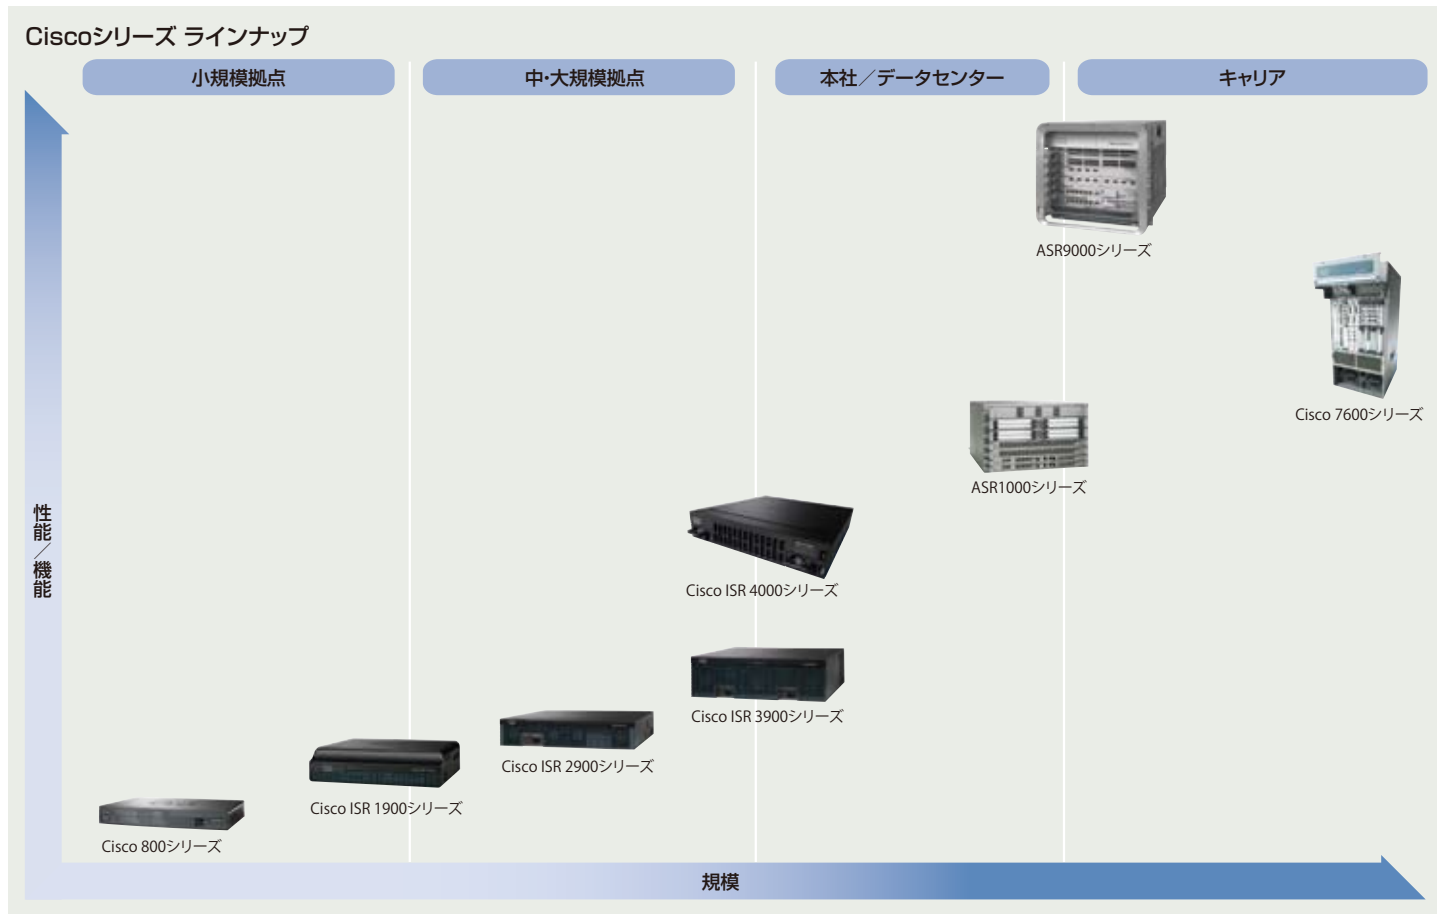 Ciscoシリーズ ラインナップ
小規模拠点
中・大規模拠点
本社／データセンター
キャリア
ASR9000シリーズ
Cisco 7600シリーズ
ASR1000シリーズ
性能／機能
Cisco ISR 4000シリーズ
Cisco ISR 3900シリーズ
Cisco ISR 2900シリーズ
Cisco ISR 1900シリーズ
Cisco 800シリーズ
規模